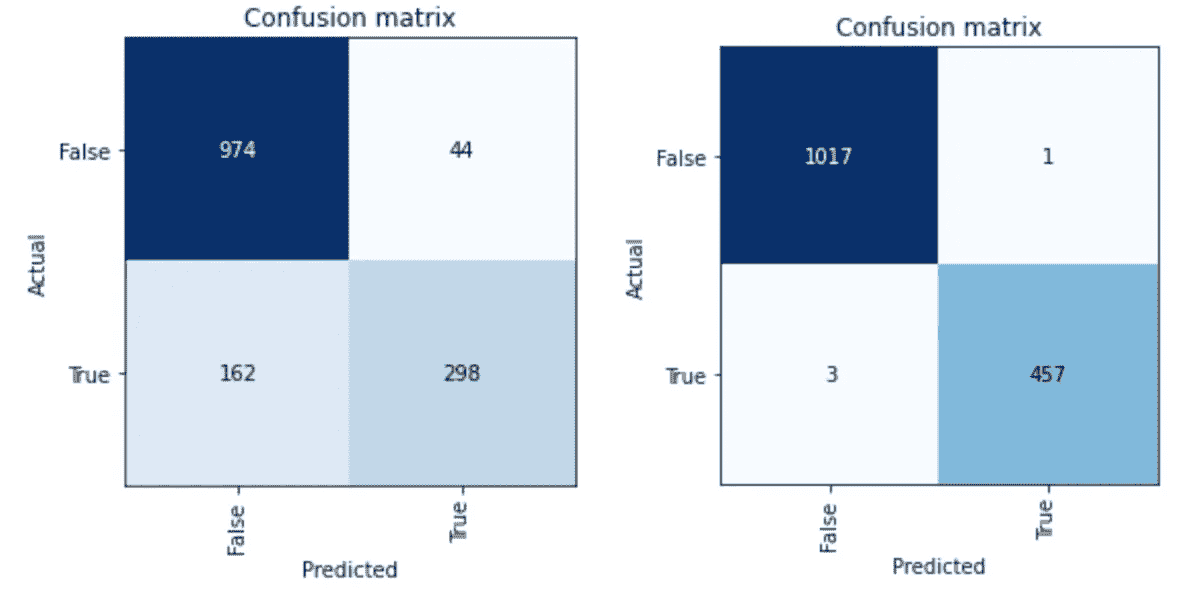 Confusion matrix
False
974
44
Actual
True
162
298
False
True
Predicted
Confusion matrix
False
1017
1
Actual
True
3
457
False
True
Predicted